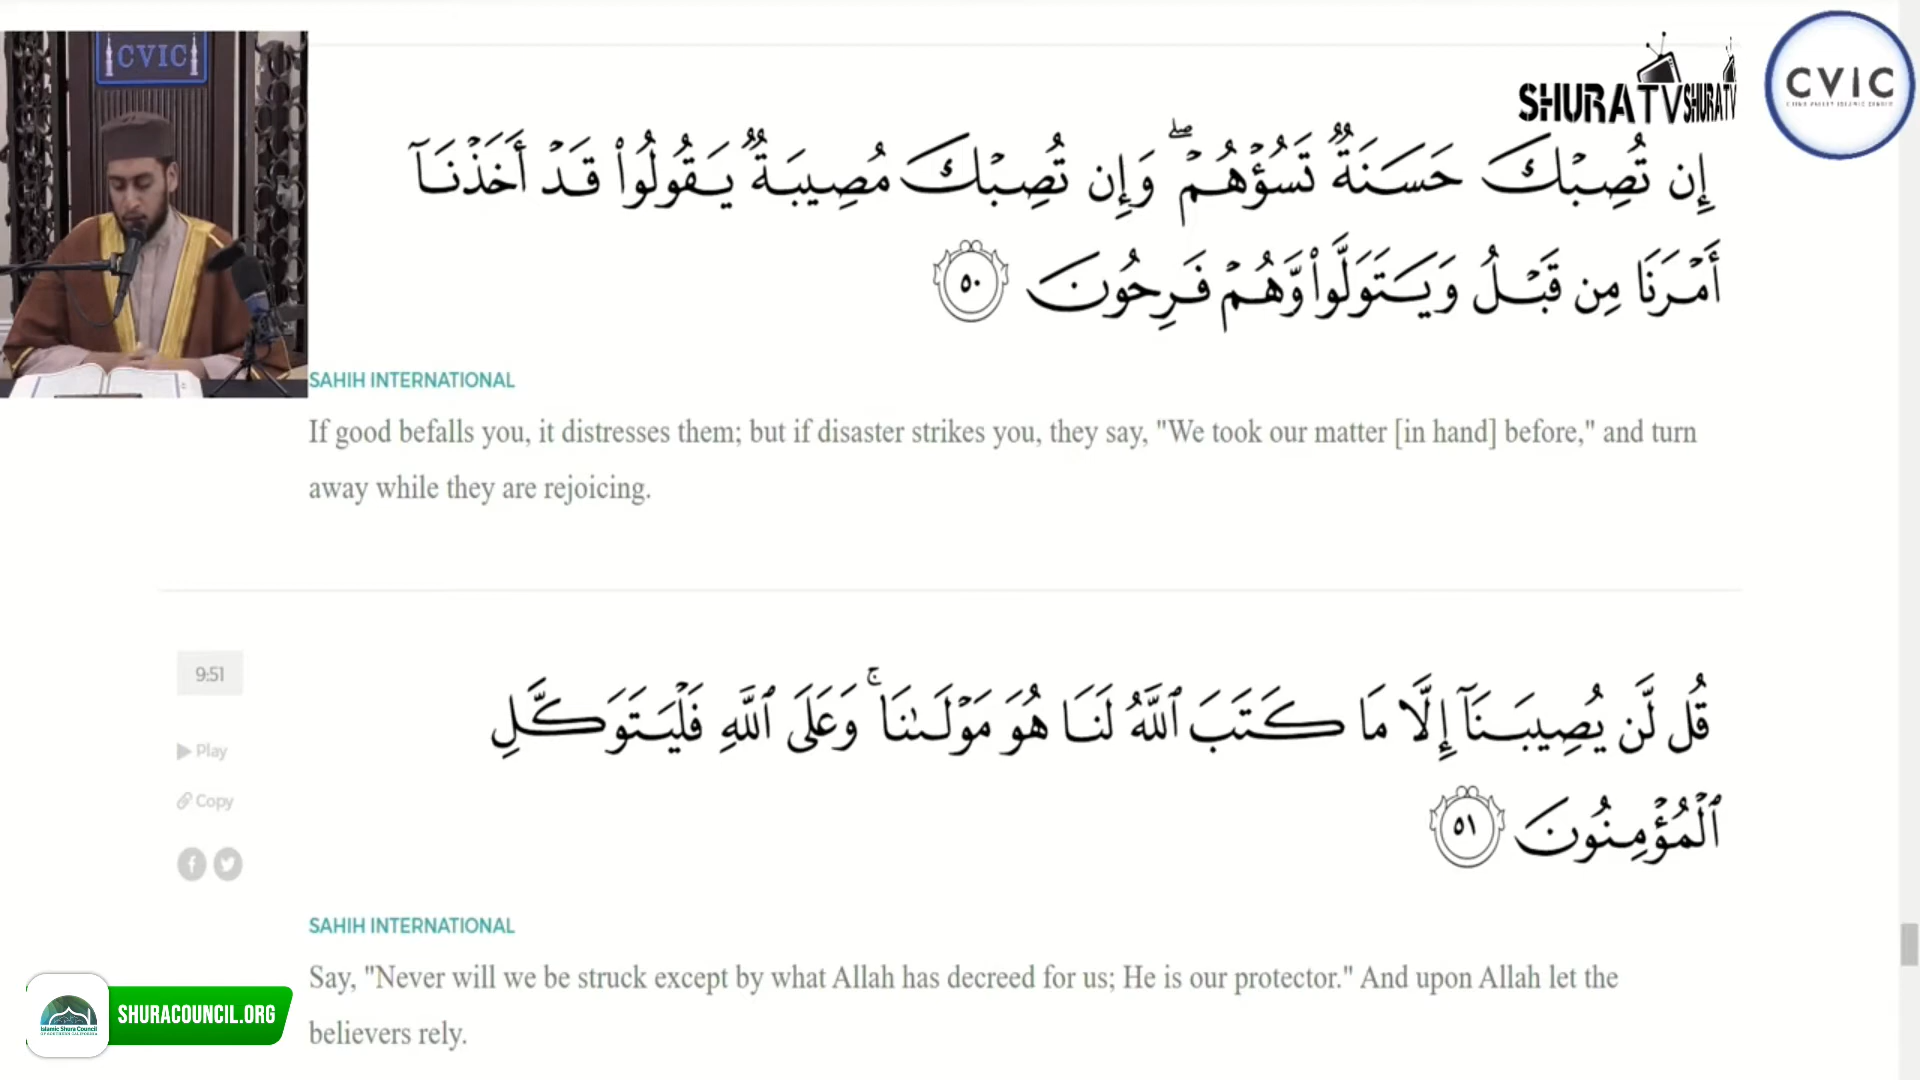 CVIC
SHURATV
SHURATV
CVIC
إِن تُصِبْكَ حَسَنَةٌ تَسُؤْهُمْ ۖ وَإِن تُصِبْكَ مُصِيبَةٌ يَقُولُوا۟ قَدْ أَخَذْنَآ
أَمْرَنَا مِن قَبْلُ وَيَتَوَلَّوا۟ وَّهُمْ فَرِحُونَ ٥٠
SAHIH INTERNATIONAL
If good befalls you, it distresses them; but if disaster strikes you, they say, "We took our matter [in hand] before," and turn
away while they are rejoicing.
9:51
قُل لَّن يُصِيبَنَآ إِلَّا مَا كَتَبَ ٱللَّهُ لَنَا هُوَ مَوْلَىٰنَا ۚ وَعَلَى ٱللَّهِ فَلْيَتَوَكَّلِ
ٱلْمُؤْمِنُونَ ٥١
Play
Copy
SAHIH INTERNATIONAL
Say, "Never will we be struck except by what Allah has decreed for us; He is our protector." And upon Allah let the
believers rely.
Islamic Shura Council
SHURACOUNCIL.ORG